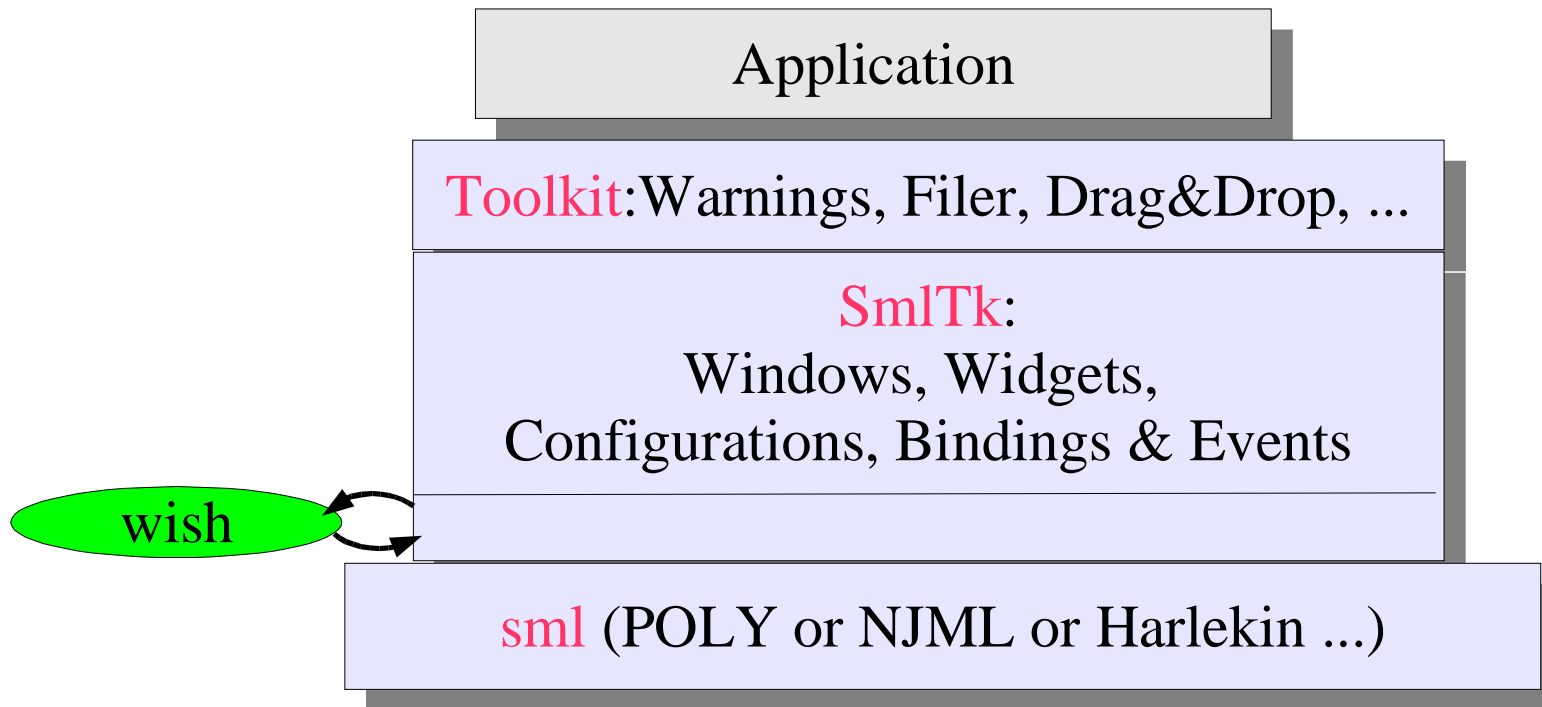 Application
Toolkit:Warnings, Filer, Drag&Drop, ...
SmlTk:
Windows, Widgets,
Configurations, Bindings & Events
wish
sml (POLY or NJML or Harlekin ...)